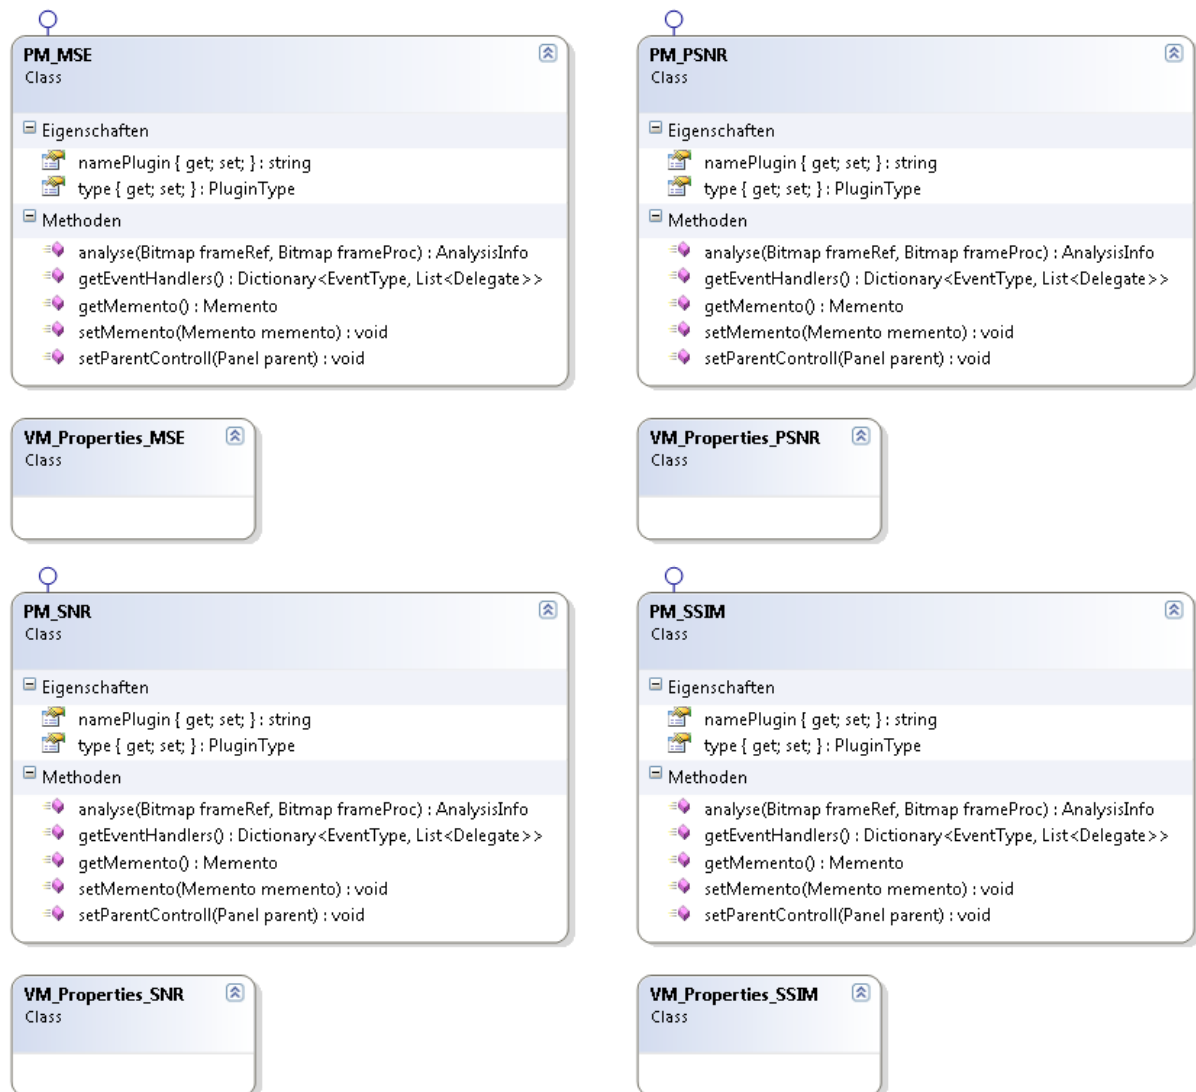 PM_MSE
Class
Eigenschaften
namePlugin { get; set; } : string
type { get; set; } : PluginType
Methoden
analyse(Bitmap frameRef, Bitmap frameProc) : AnalysisInfo
getEventHandlers() : Dictionary<EventType, List<Delegate>>
getMemento() : Memento
setMemento(Memento memento) : void
setParentControll(Panel parent) : void
PM_PSNR
Class
Eigenschaften
namePlugin { get; set; } : string
type { get; set; } : PluginType
Methoden
analyse(Bitmap frameRef, Bitmap frameProc) : AnalysisInfo
getEventHandlers() : Dictionary<EventType, List<Delegate>>
getMemento() : Memento
setMemento(Memento memento) : void
setParentControll(Panel parent) : void
VM_Properties_MSE
Class
VM_Properties_PSNR
Class
PM_SNR
Class
Eigenschaften
namePlugin { get; set; } : string
type { get; set; } : PluginType
Methoden
analyse(Bitmap frameRef, Bitmap frameProc) : AnalysisInfo
getEventHandlers() : Dictionary<EventType, List<Delegate>>
getMemento() : Memento
setMemento(Memento memento) : void
setParentControll(Panel parent) : void
PM_SSIM
Class
Eigenschaften
namePlugin { get; set; } : string
type { get; set; } : PluginType
Methoden
analyse(Bitmap frameRef, Bitmap frameProc) : AnalysisInfo
getEventHandlers() : Dictionary<EventType, List<Delegate>>
getMemento() : Memento
setMemento(Memento memento) : void
setParentControll(Panel parent) : void
VM_Properties_SNR
Class
VM_Properties_SSIM
Class